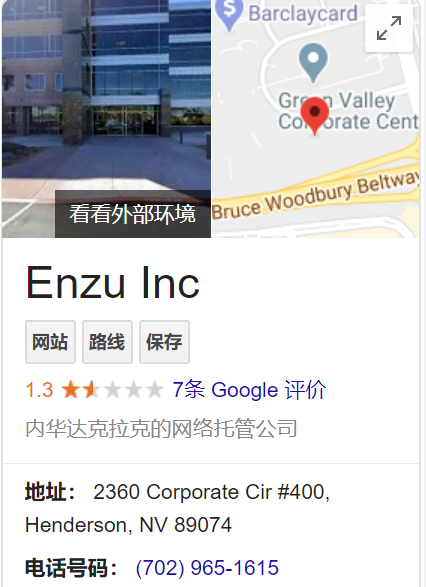 Barclaycard
Green Valley
Corporate Cent
看看外部环境
Bruce Woodbury Beltway
Enzu Inc
网站 路线 保存
1.3 7条 Google 评价
内华达克拉克的网络托管公司
地址： 2360 Corporate Cir #400,
Henderson, NV 89074
电话号码： (702) 965-1615